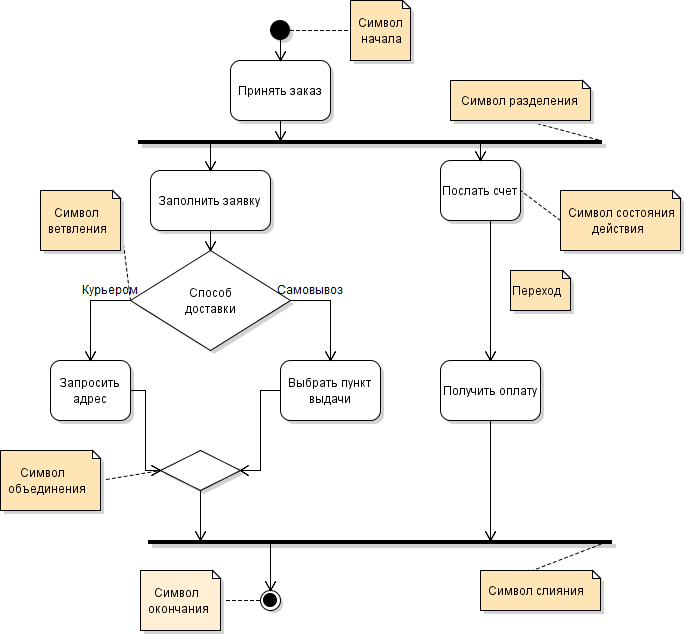 Символ
начала
Принять заказ
Символ разделения
Заполнить заявку
Послать счет
Символ
ветвления
Символ состояния
действия
Курьером
Способ
доставки
Самовывоз
Переход
Запросить
адрес
Выбрать пункт
выдачи
Получить оплату
Символ
объединения
Символ
окончания
Символ слияния